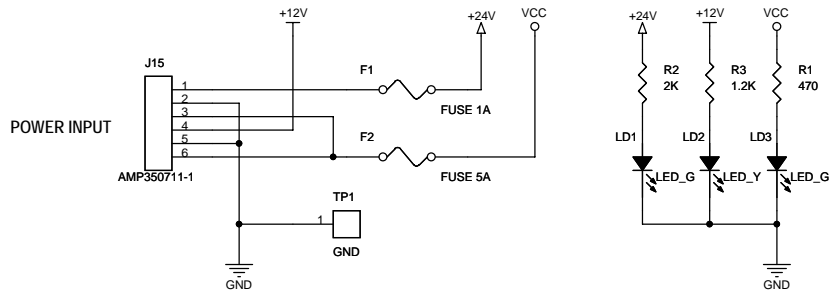 +12V
+24V
VCC
+24V
+12V
VCC
J15
F1
R2
2K
R3
1.2K
R1
470
1
2
3
4
5
6
FUSE 1A
POWER INPUT
F2
LD1
LD2
LD3
AMP350711-1
FUSE 5A
LED_G
LED_Y
LED_G
TP1
1
GND
GND
GND